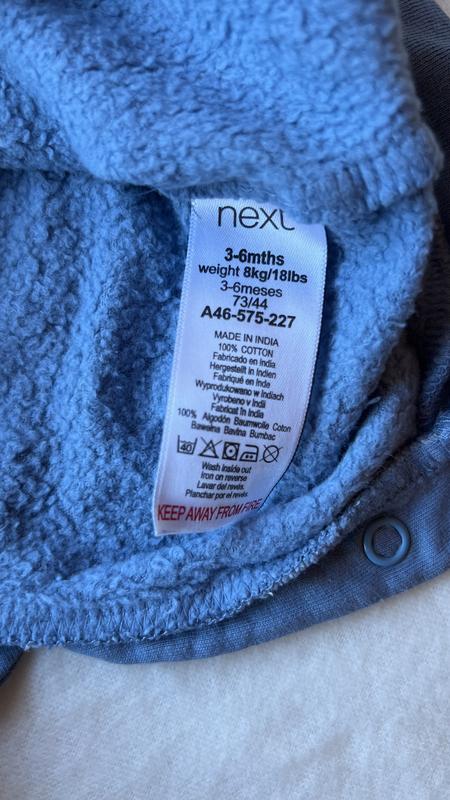 next
3-6mths
weight 8kg/18lbs
3-6meses
73/44
A46-575-227
MADE IN INDIA
100% COTTON
Fabricado en India
Hergestellt in Indien
Fabriqué en Inde
Wyprodukowano w Indiach
Vyrobeno v Indii
Fabricat în India
100% Algodón Baumwolle Coton
Bawełna Bavlna Bumbac
40
Wash inside out
Iron on reverse
Lavar del revés.
Planchar por el revés.
KEEP AWAY FROM FIRE